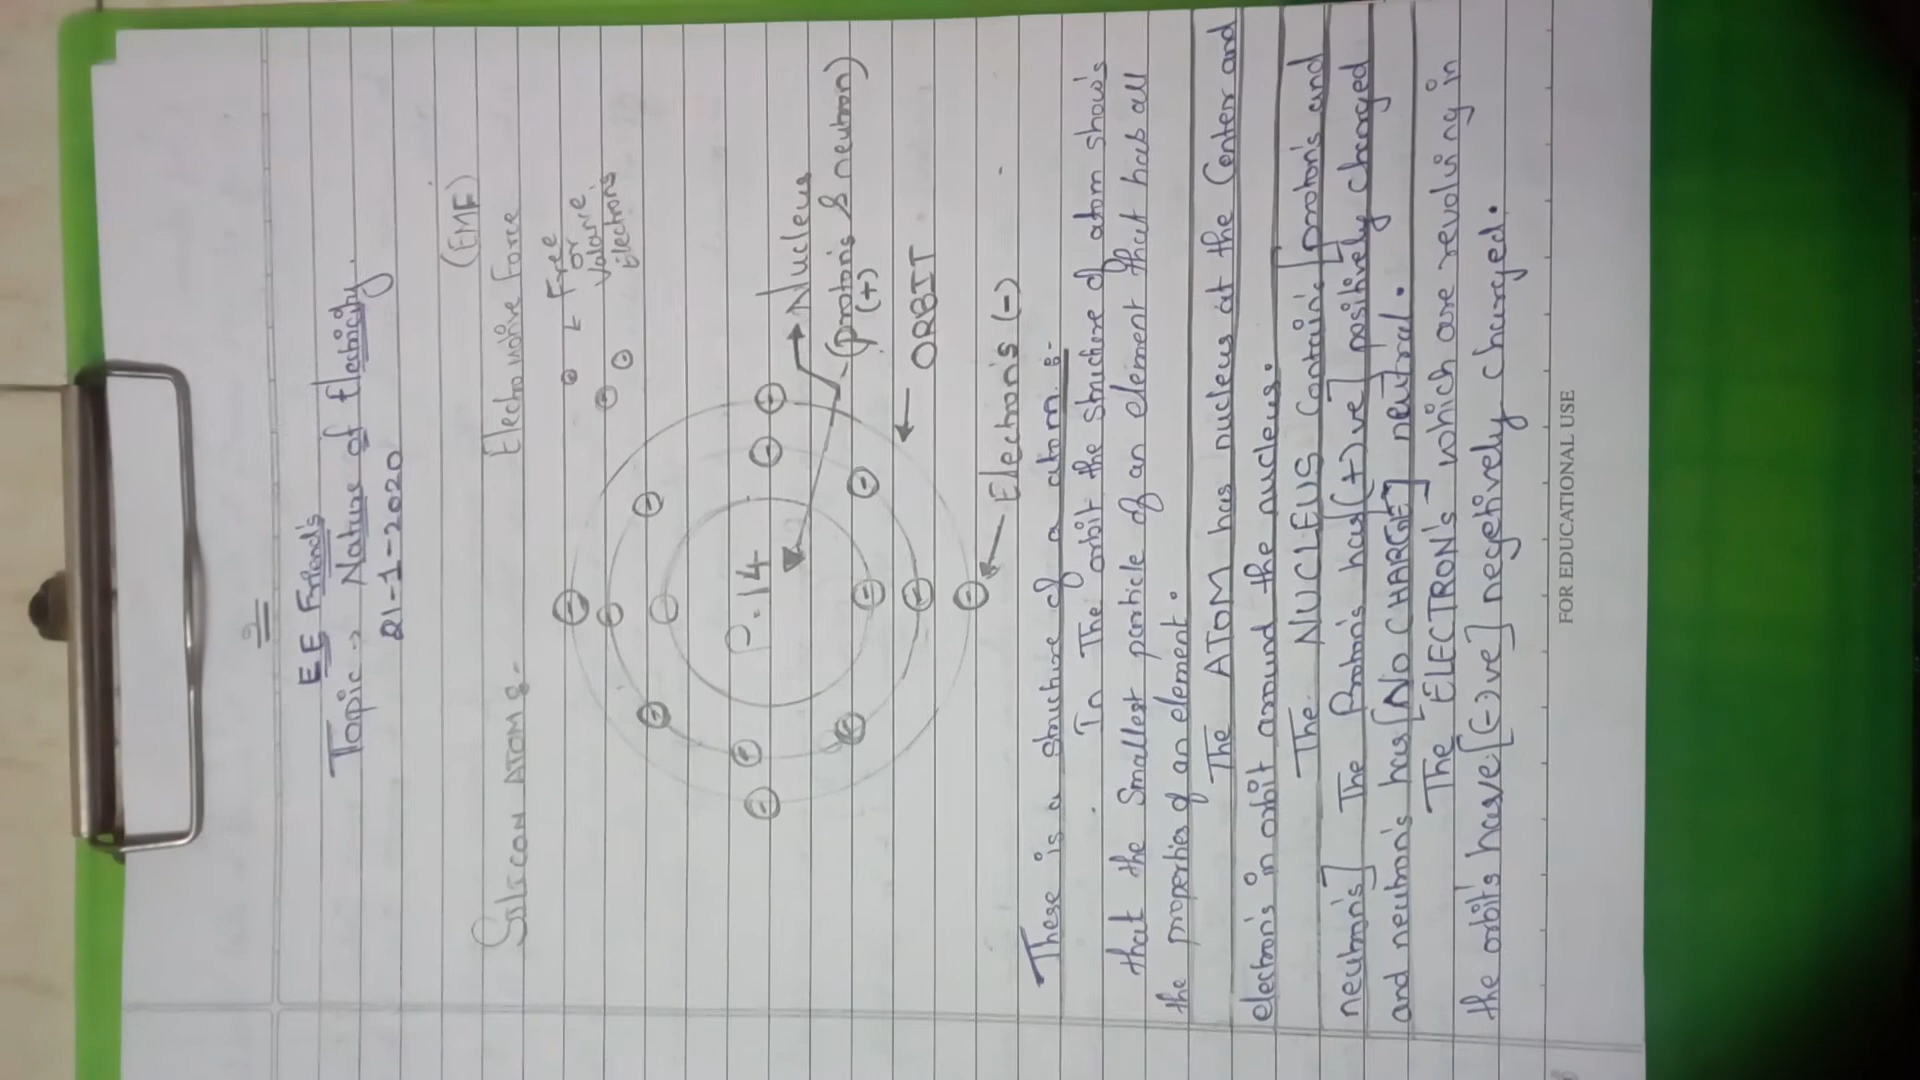 EE Friend's
Topic → Nature of Electricity.
21-1-2020
(EMF)
Silicon ATOM:-
Electromotive Force
Free
or
Valance
Electrons
P. 14
Nucleus
(proton's & neutron)
(+)
ORBIT
Electron's (-)
These is a structure of a atom :-
In The orbit the structure of atom show's
that the Smallest particle of an element that has all
the properties of an element.
The ATOM has nucleus at the Center and
electron's in orbit around the nucleus.
The NUCLEUS Contain [proton's and
neutron's] The Proton's has [(+)ve] positively charged
and neutron's has [NO CHARGE] neutral.
The ELECTRON's which are revolving in
the orbit's have [(-)ve] negetively charged.
FOR EDUCATIONAL USE